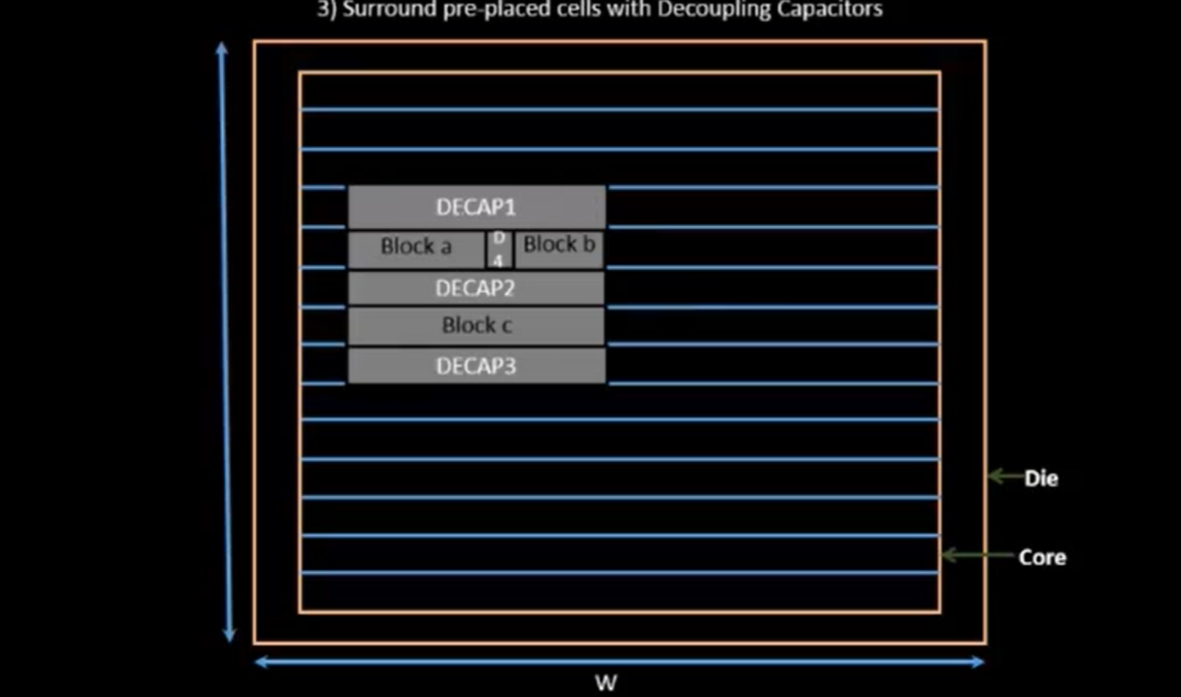 3) Surround pre-placed cells with Decoupling Capacitors
DECAP1
Block a
D
4
Block b
DECAP2
Block c
DECAP3
Die
Core
W